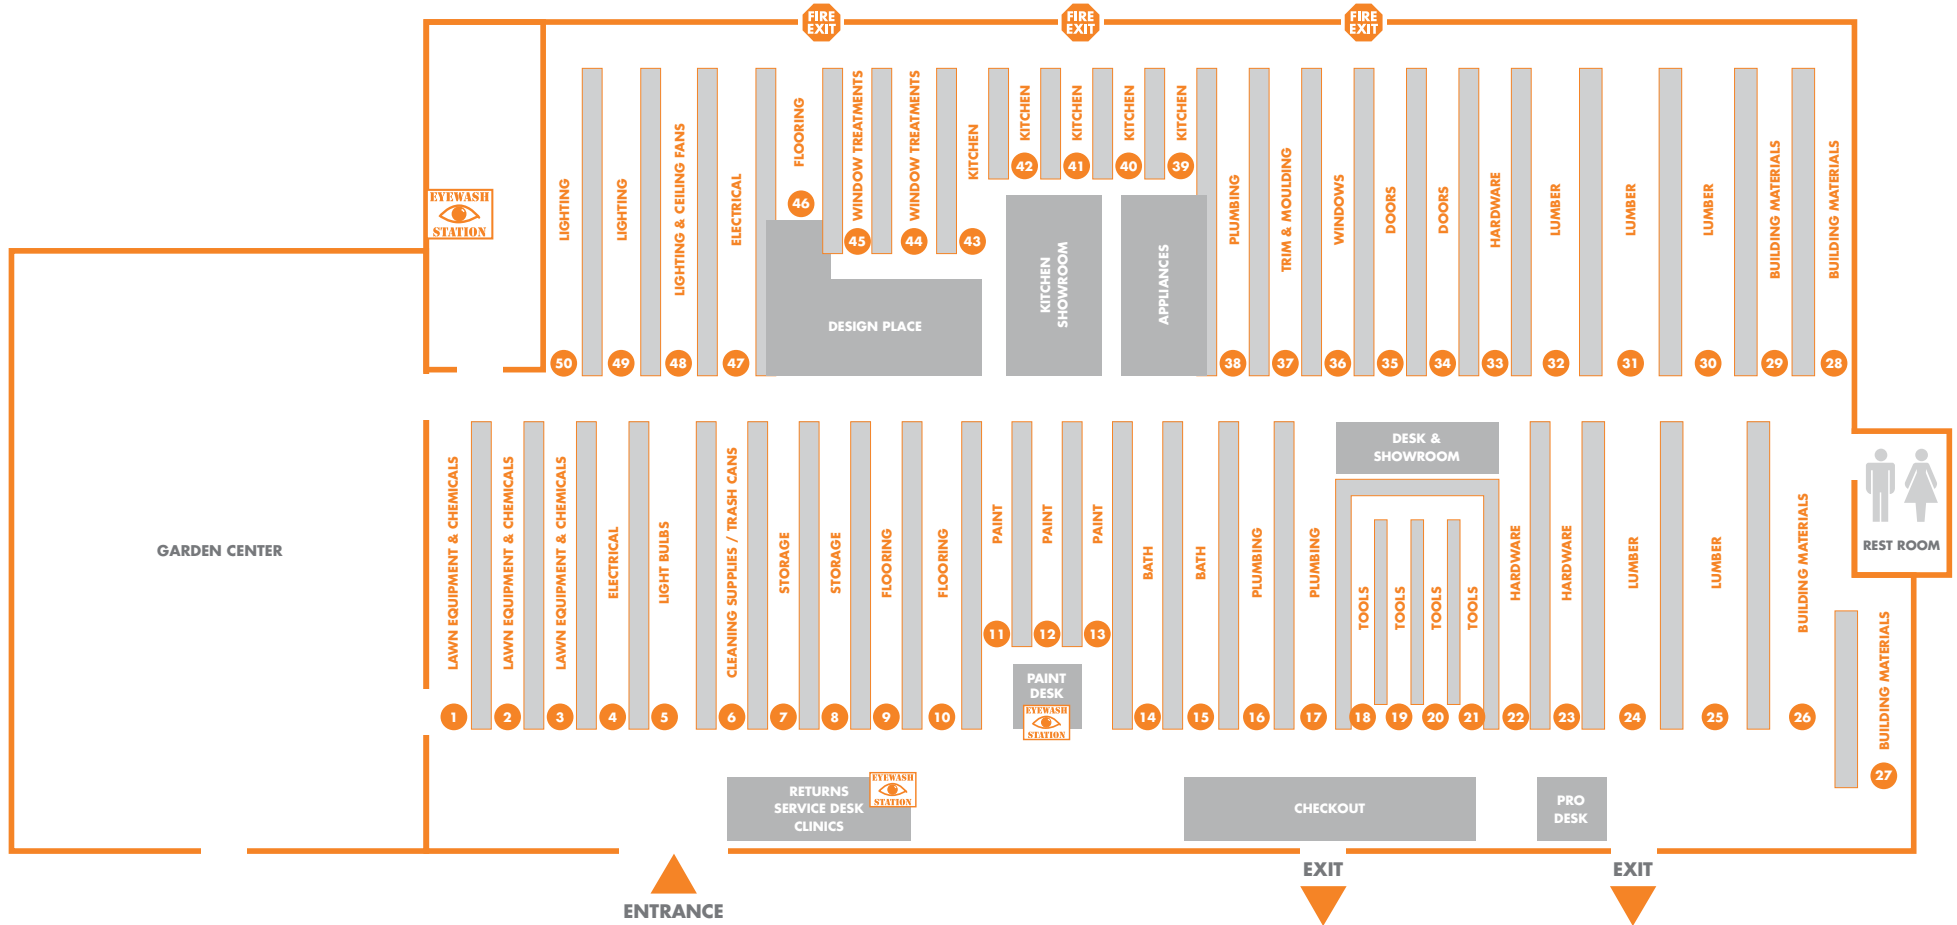 FIRE
EXIT
FIRE
EXIT
FIRE
EXIT
EYEWASH
STATION
LIGHTING
50
LIGHTING
49
LIGHTING & CEILING FANS
48
ELECTRICAL
47
FLOORING
46
WINDOW TREATMENTS
45
WINDOW TREATMENTS
44
KITCHEN
43
KITCHEN
42
KITCHEN
41
KITCHEN
40
KITCHEN
39
DESIGN PLACE
KITCHEN
SHOWROOM
APPLIANCES
PLUMBING
38
TRIM & MOULDING
37
WINDOWS
36
DOORS
35
DOORS
34
HARDWARE
33
LUMBER
32
LUMBER
31
LUMBER
30
BUILDING MATERIALS
29
BUILDING MATERIALS
28
GARDEN CENTER
LAWN EQUIPMENT & CHEMICALS
1
LAWN EQUIPMENT & CHEMICALS
2
LAWN EQUIPMENT & CHEMICALS
3
ELECTRICAL
4
LIGHT BULBS
5
CLEANING SUPPLIES / TRASH CANS
6
STORAGE
7
STORAGE
8
FLOORING
9
FLOORING
10
PAINT
11
PAINT
12
PAINT
13
PAINT
DESK
EYEWASH
STATION
BATH
14
BATH
15
PLUMBING
16
PLUMBING
17
DESK &
SHOWROOM
TOOLS
18
TOOLS
19
TOOLS
20
TOOLS
21
HARDWARE
22
HARDWARE
23
LUMBER
24
LUMBER
25
BUILDING MATERIALS
26
BUILDING MATERIALS
27
REST ROOM
RETURNS
SERVICE DESK
CLINICS
EYEWASH
STATION
CHECKOUT
PRO
DESK
ENTRANCE
EXIT
EXIT